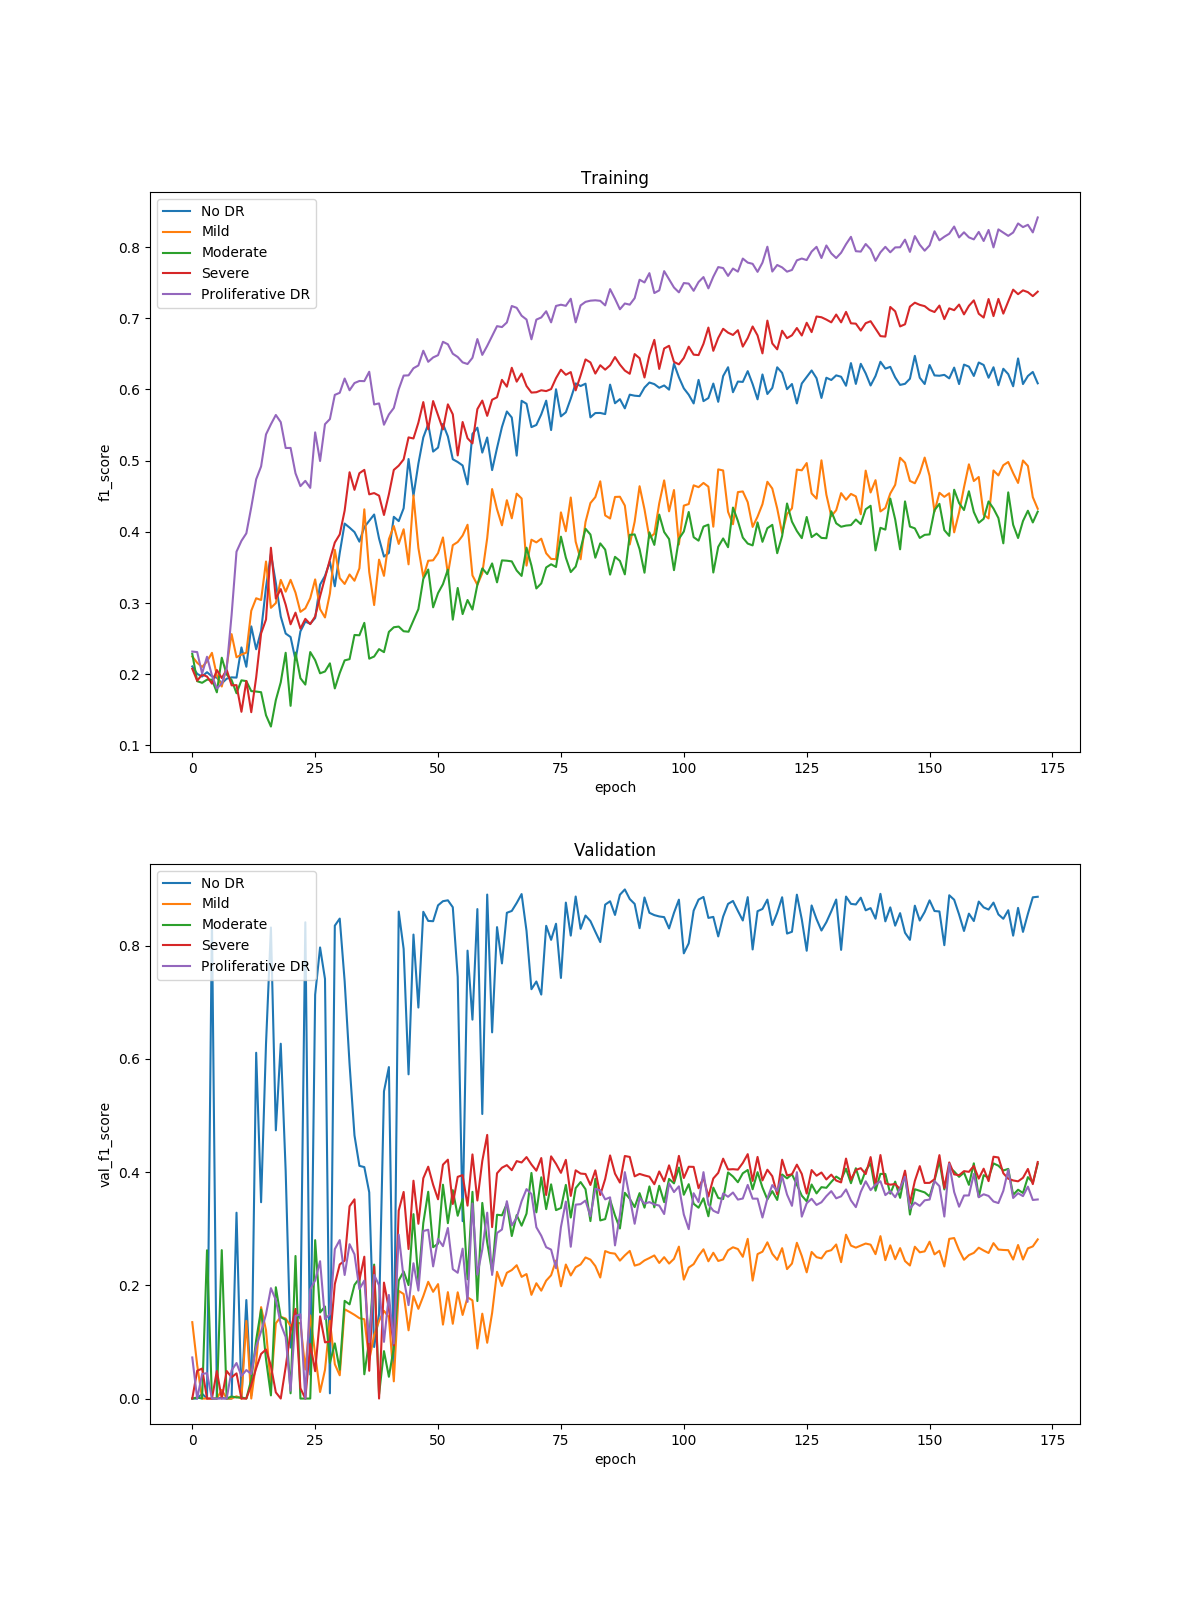 Training
No DR
Mild
Moderate
Severe
Proliferative DR
f1_score
0.8
0.7
0.6
0.5
0.4
0.3
0.2
0.1
0 25 50 75 100 125 150 175
epoch
Validation
No DR
Mild
Moderate
Severe
Proliferative DR
val_f1_score
0.8
0.6
0.4
0.2
0.0
0 25 50 75 100 125 150 175
epoch